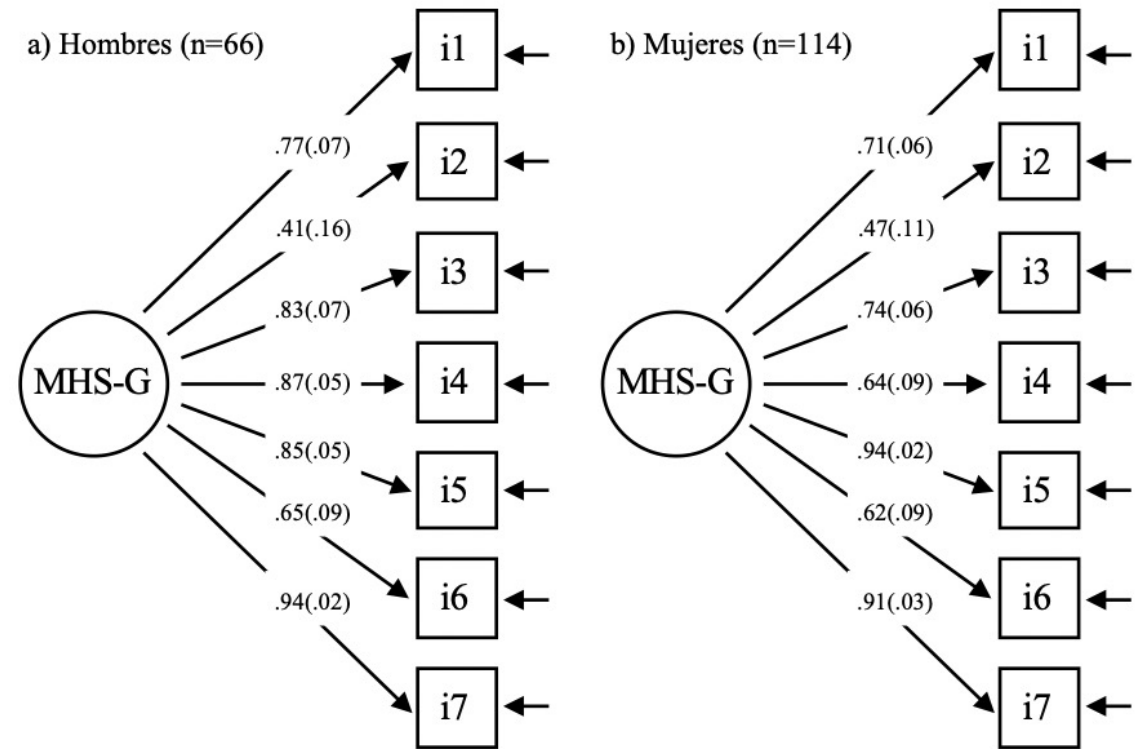 a) Hombres (n=66)
i1
.77(.07)
i2
.41(.16)
i3
.83(.07)
MHS-G
.87(.05)
i4
.85(.05)
i5
.65(.09)
i6
.94(.02)
i7
b) Mujeres (n=114)
i1
.71(.06)
i2
.47(.11)
i3
.74(.06)
MHS-G
.64(.09)
i4
.94(.02)
i5
.62(.09)
i6
.91(.03)
i7